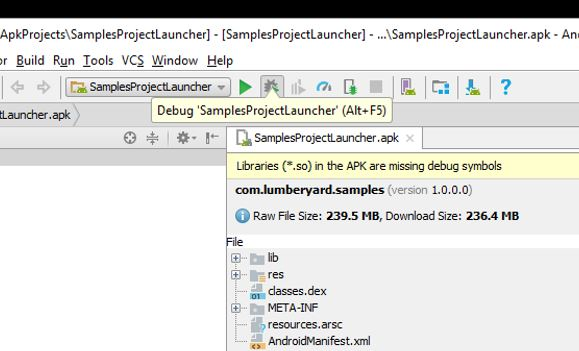 ApkProjects\SamplesProjectLauncher] - [SamplesProjectLauncher] - ...\SamplesProjectLauncher.apk - And
r Build Run Tools VCS Window Help
SamplesProjectLauncher
Debug 'SamplesProjectLauncher' (Alt+F5)
Launcher.apk
SamplesProjectLauncher.apk
Libraries (*.so) in the APK are missing debug symbols
com.lumberyard.samples (version 1.0.0.0)
Raw File Size: 239.5 MB, Download Size: 236.4 MB
File
lib
res
classes.dex
META-INF
resources.arsc
AndroidManifest.xml